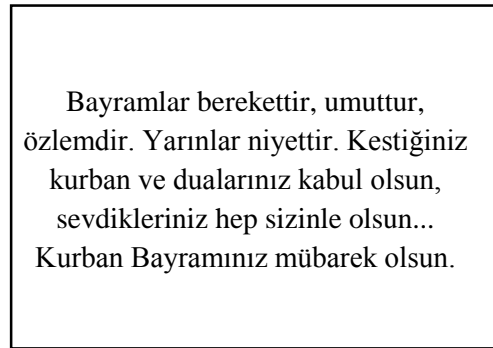 Bayramlar berekettir, umuttur,
özlemdir. Yarınlar niyettir. Kestiğiniz
kurban ve dualarınız kabul olsun,
sevdikleriniz hep sizinle olsun...
Kurban Bayramınız mübarek olsun.